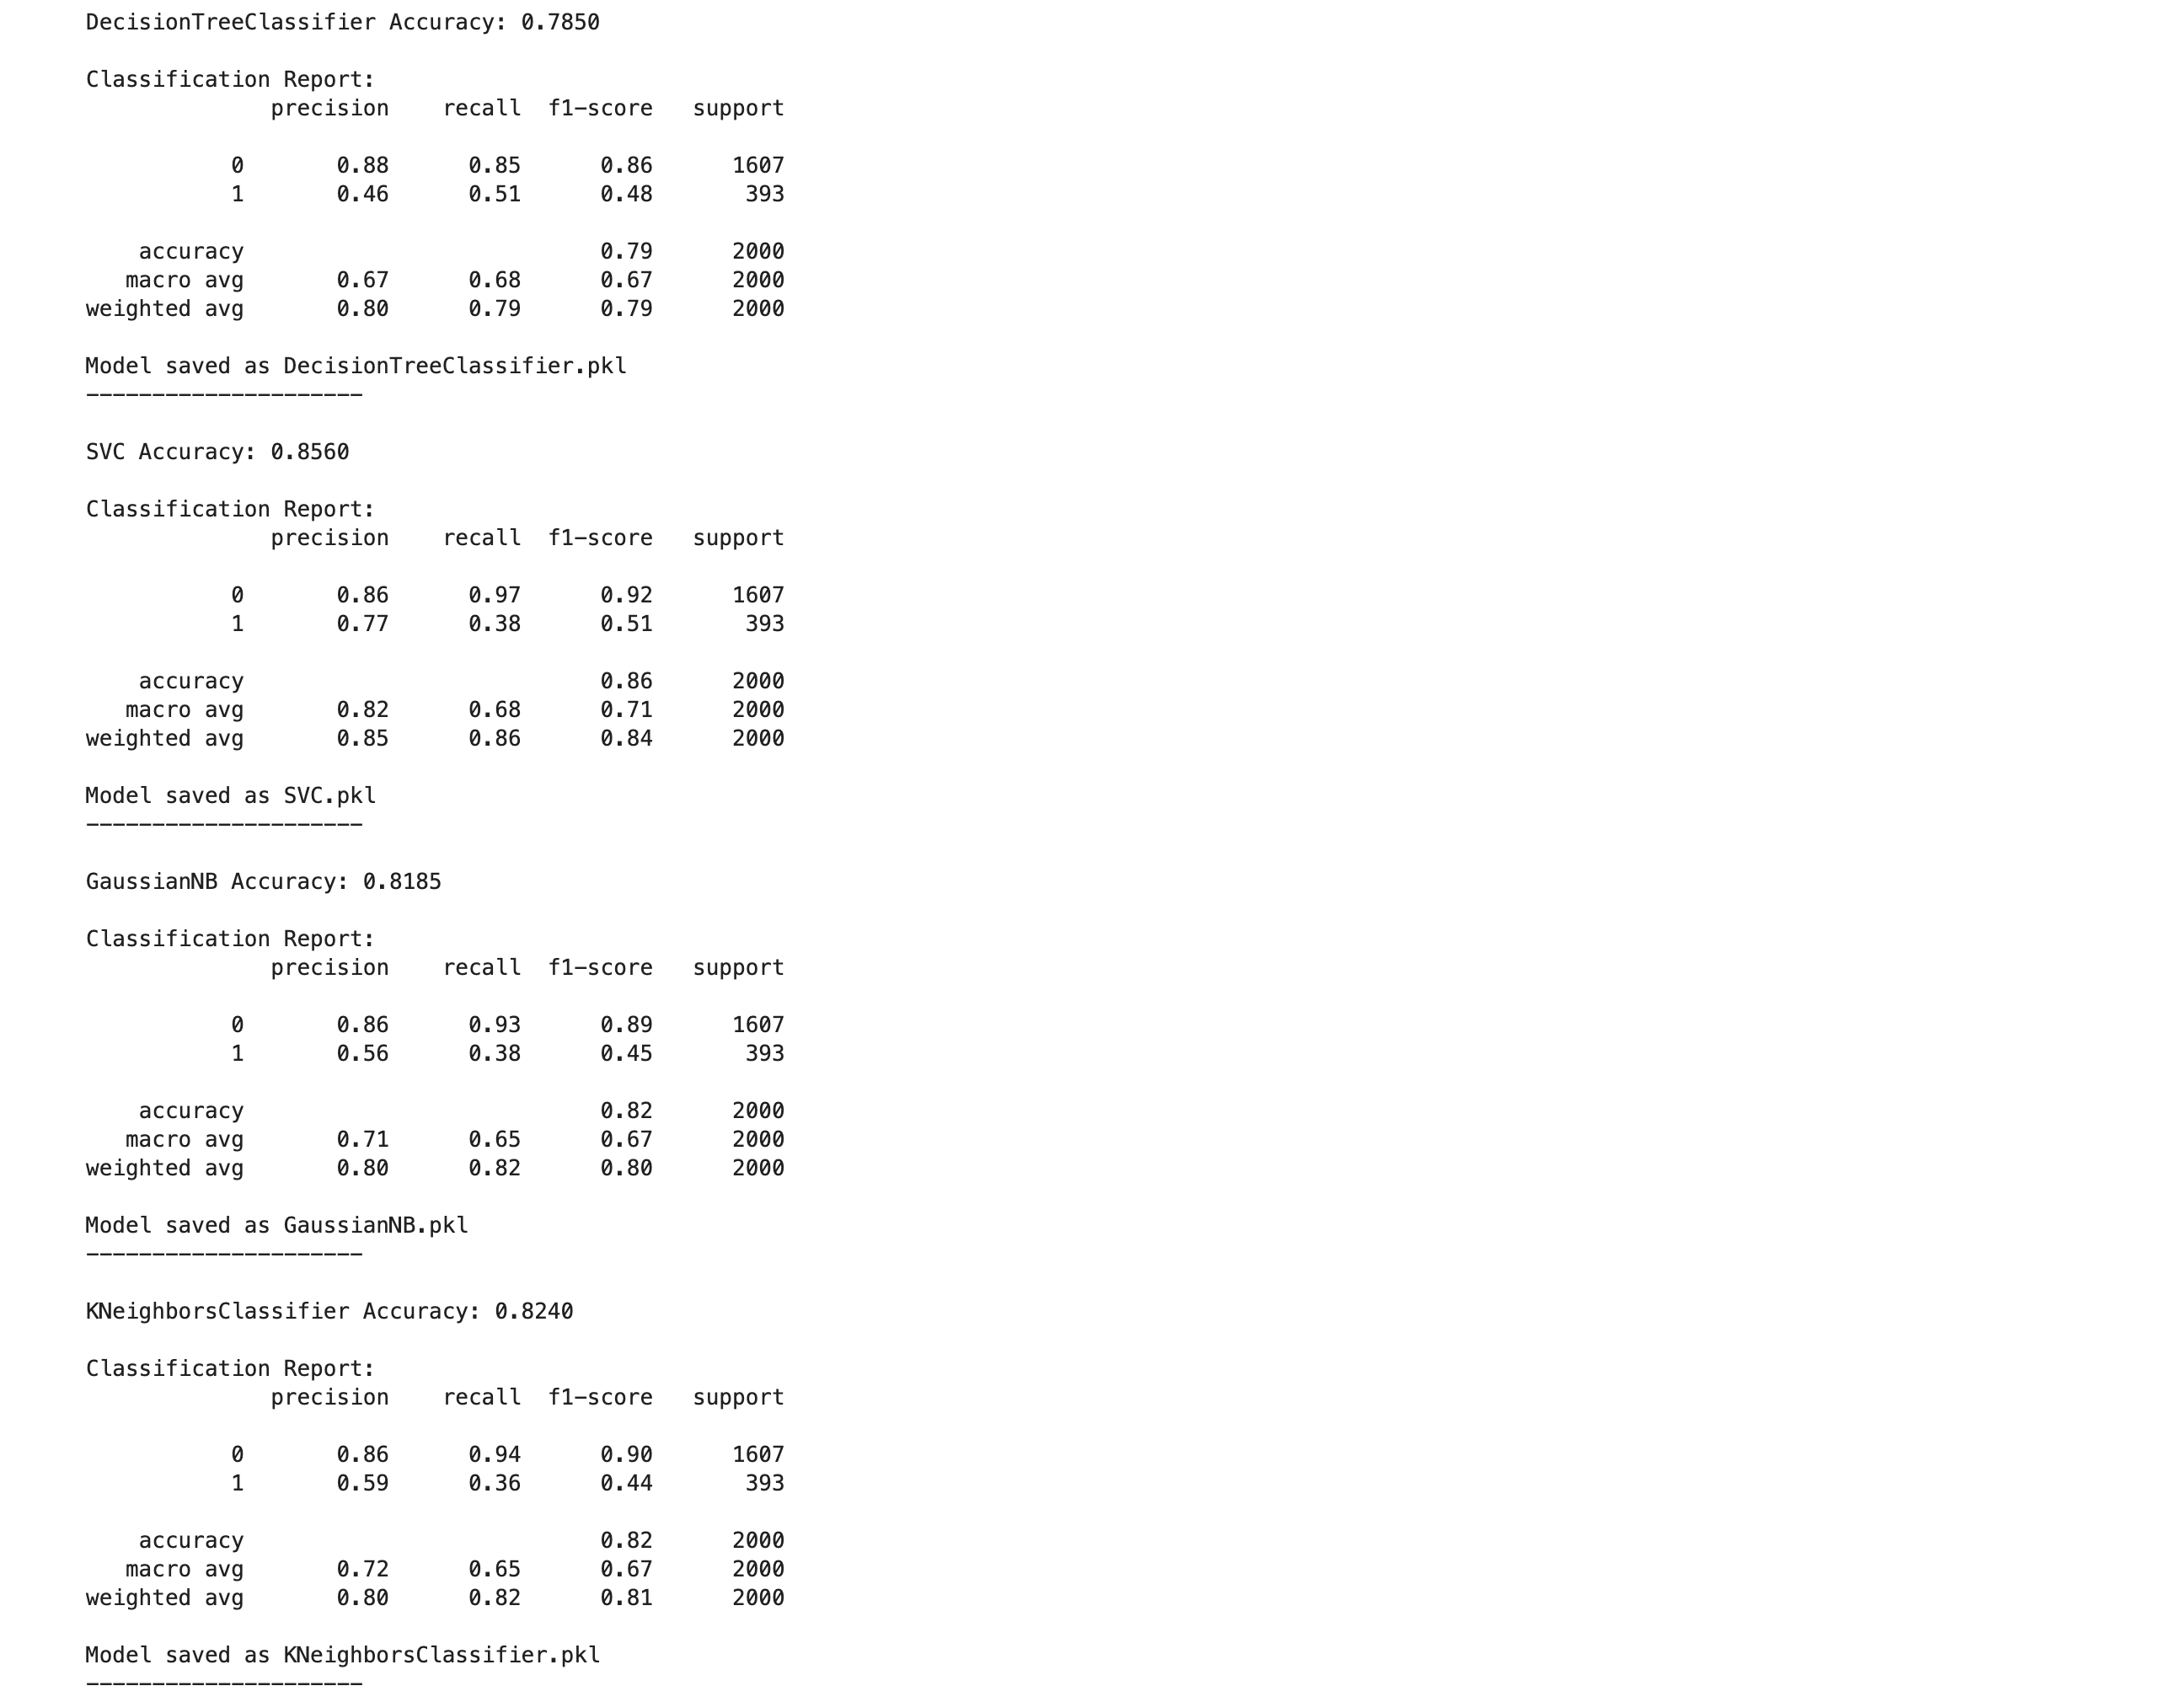 DecisionTreeClassifier Accuracy: 0.7850
Classification Report:
precision recall f1-score support
0 0.88 0.85 0.86 1607
1 0.46 0.51 0.48 393
accuracy 0.79 2000
macro avg 0.67 0.68 0.67 2000
weighted avg 0.80 0.79 0.79 2000
Model saved as DecisionTreeClassifier.pkl
---------------------
SVC Accuracy: 0.8560
Classification Report:
precision recall f1-score support
0 0.86 0.97 0.92 1607
1 0.77 0.38 0.51 393
accuracy 0.86 2000
macro avg 0.82 0.68 0.71 2000
weighted avg 0.85 0.86 0.84 2000
Model saved as SVC.pkl
---------------------
GaussianNB Accuracy: 0.8185
Classification Report:
precision recall f1-score support
0 0.86 0.93 0.89 1607
1 0.56 0.38 0.45 393
accuracy 0.82 2000
macro avg 0.71 0.65 0.67 2000
weighted avg 0.80 0.82 0.80 2000
Model saved as GaussianNB.pkl
---------------------
KNeighborsClassifier Accuracy: 0.8240
Classification Report:
precision recall f1-score support
0 0.86 0.94 0.90 1607
1 0.59 0.36 0.44 393
accuracy 0.82 2000
macro avg 0.72 0.65 0.67 2000
weighted avg 0.80 0.82 0.81 2000
Model saved as KNeighborsClassifier.pkl
---------------------